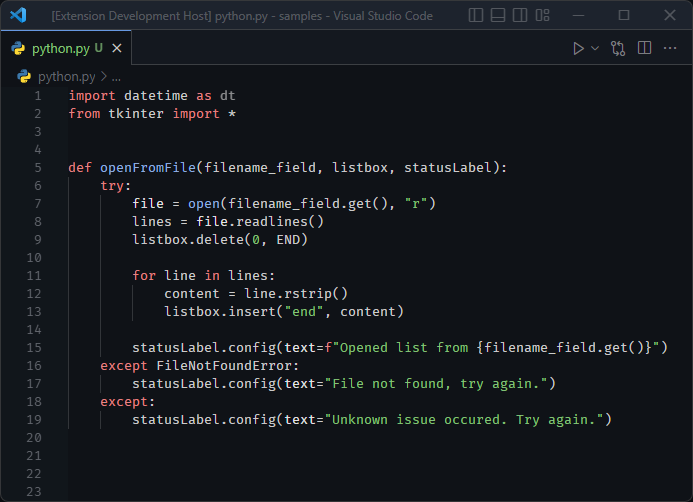 [Extension Development Host] python.py - samples - Visual Studio Code
python.py U
python.py > ...
1 import datetime as dt
2 from tkinter import *
3
4
5 def openFromFile(filename_field, listbox, statusLabel):
6     try:
7         file = open(filename_field.get(), "r")
8         lines = file.readlines()
9         listbox.delete(0, END)
10
11         for line in lines:
12             content = line.rstrip()
13             listbox.insert("end", content)
14
15         statusLabel.config(text=f"Opened list from {filename_field.get()}")
16     except FileNotFoundError:
17         statusLabel.config(text="File not found, try again.")
18     except:
19         statusLabel.config(text="Unknown issue occured. Try again.")
20
21
22
23